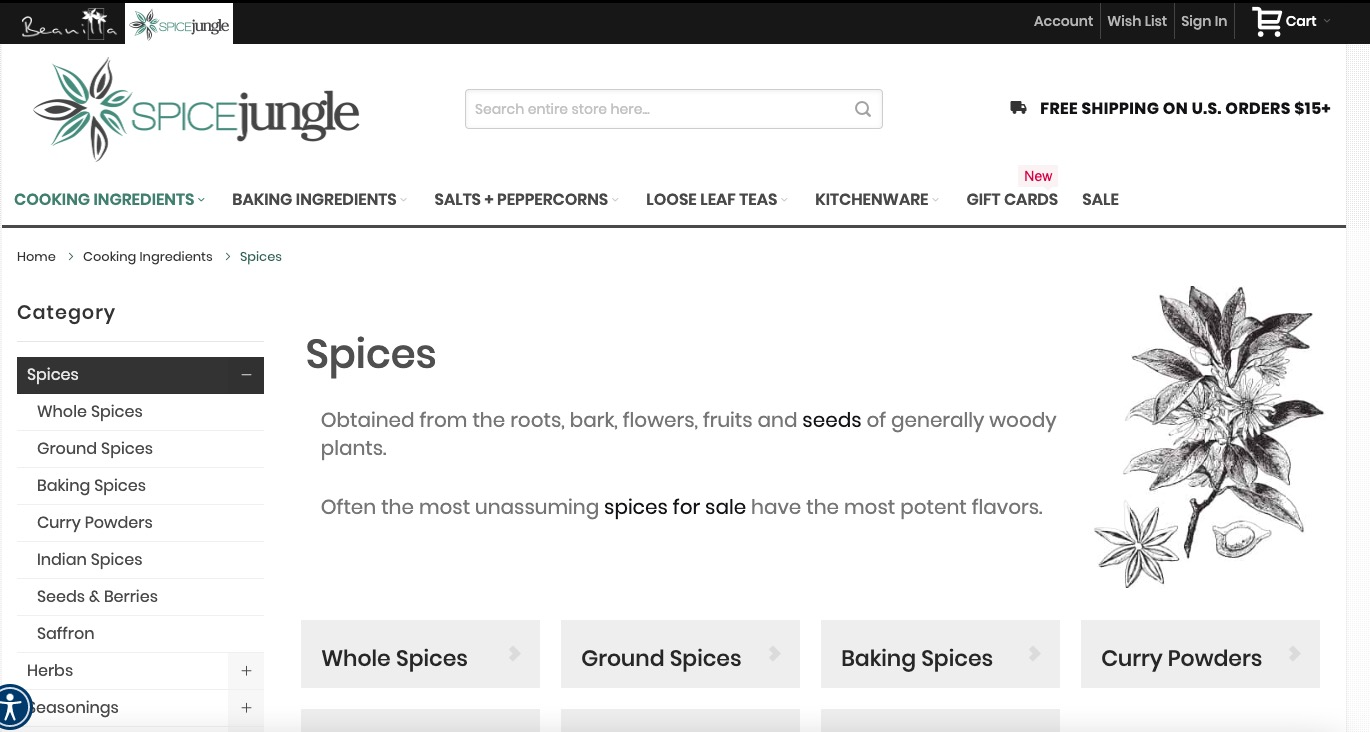 Beanilla
SPICEjungle
Account
Wish List
Sign In
Cart
SPICEjungle
Search entire store here...
FREE SHIPPING ON U.S. ORDERS $15+
New
COOKING INGREDIENTS
BAKING INGREDIENTS
SALTS + PEPPERCORNS
LOOSE LEAF TEAS
KITCHENWARE
GIFT CARDS
SALE
Home > Cooking Ingredients > Spices
Category
Spices
Whole Spices
Ground Spices
Baking Spices
Curry Powders
Indian Spices
Seeds & Berries
Saffron
Herbs
Seasonings
Spices
Obtained from the roots, bark, flowers, fruits and seeds of generally woody
plants.
Often the most unassuming spices for sale have the most potent flavors.
Whole Spices
Ground Spices
Baking Spices
Curry Powders